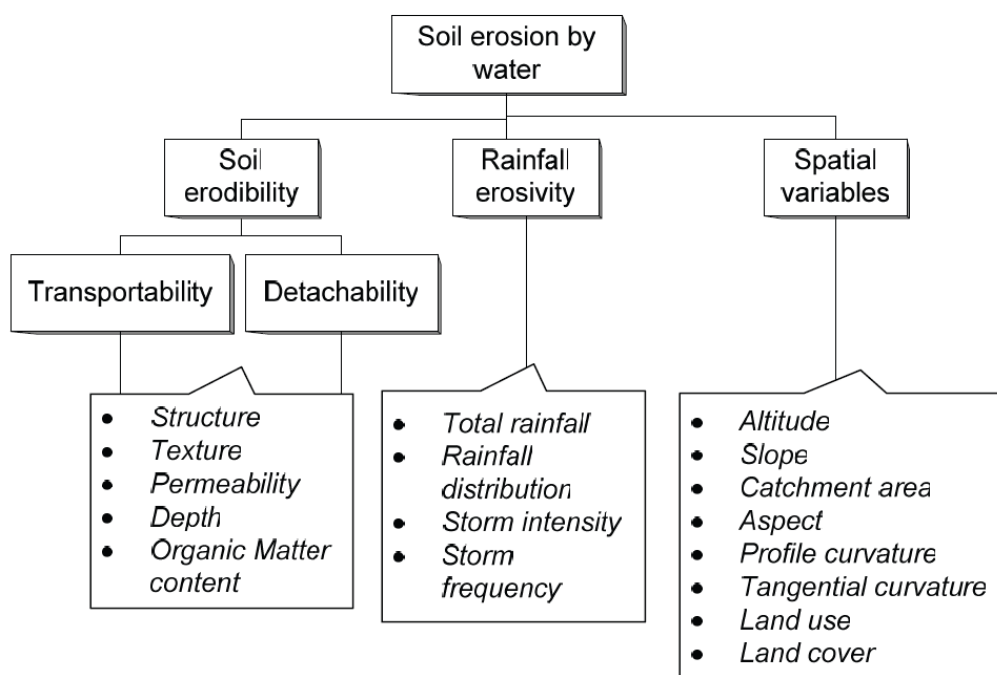 Soil erosion by
water
Soil
erodibility
Rainfall
erosivity
Spatial
variables
Transportability
Detachability
• Structure
• Texture
• Permeability
• Depth
• Organic Matter
content
• Total rainfall
• Rainfall
distribution
• Storm intensity
• Storm
frequency
• Altitude
• Slope
• Catchment area
• Aspect
• Profile curvature
• Tangential curvature
• Land use
• Land cover